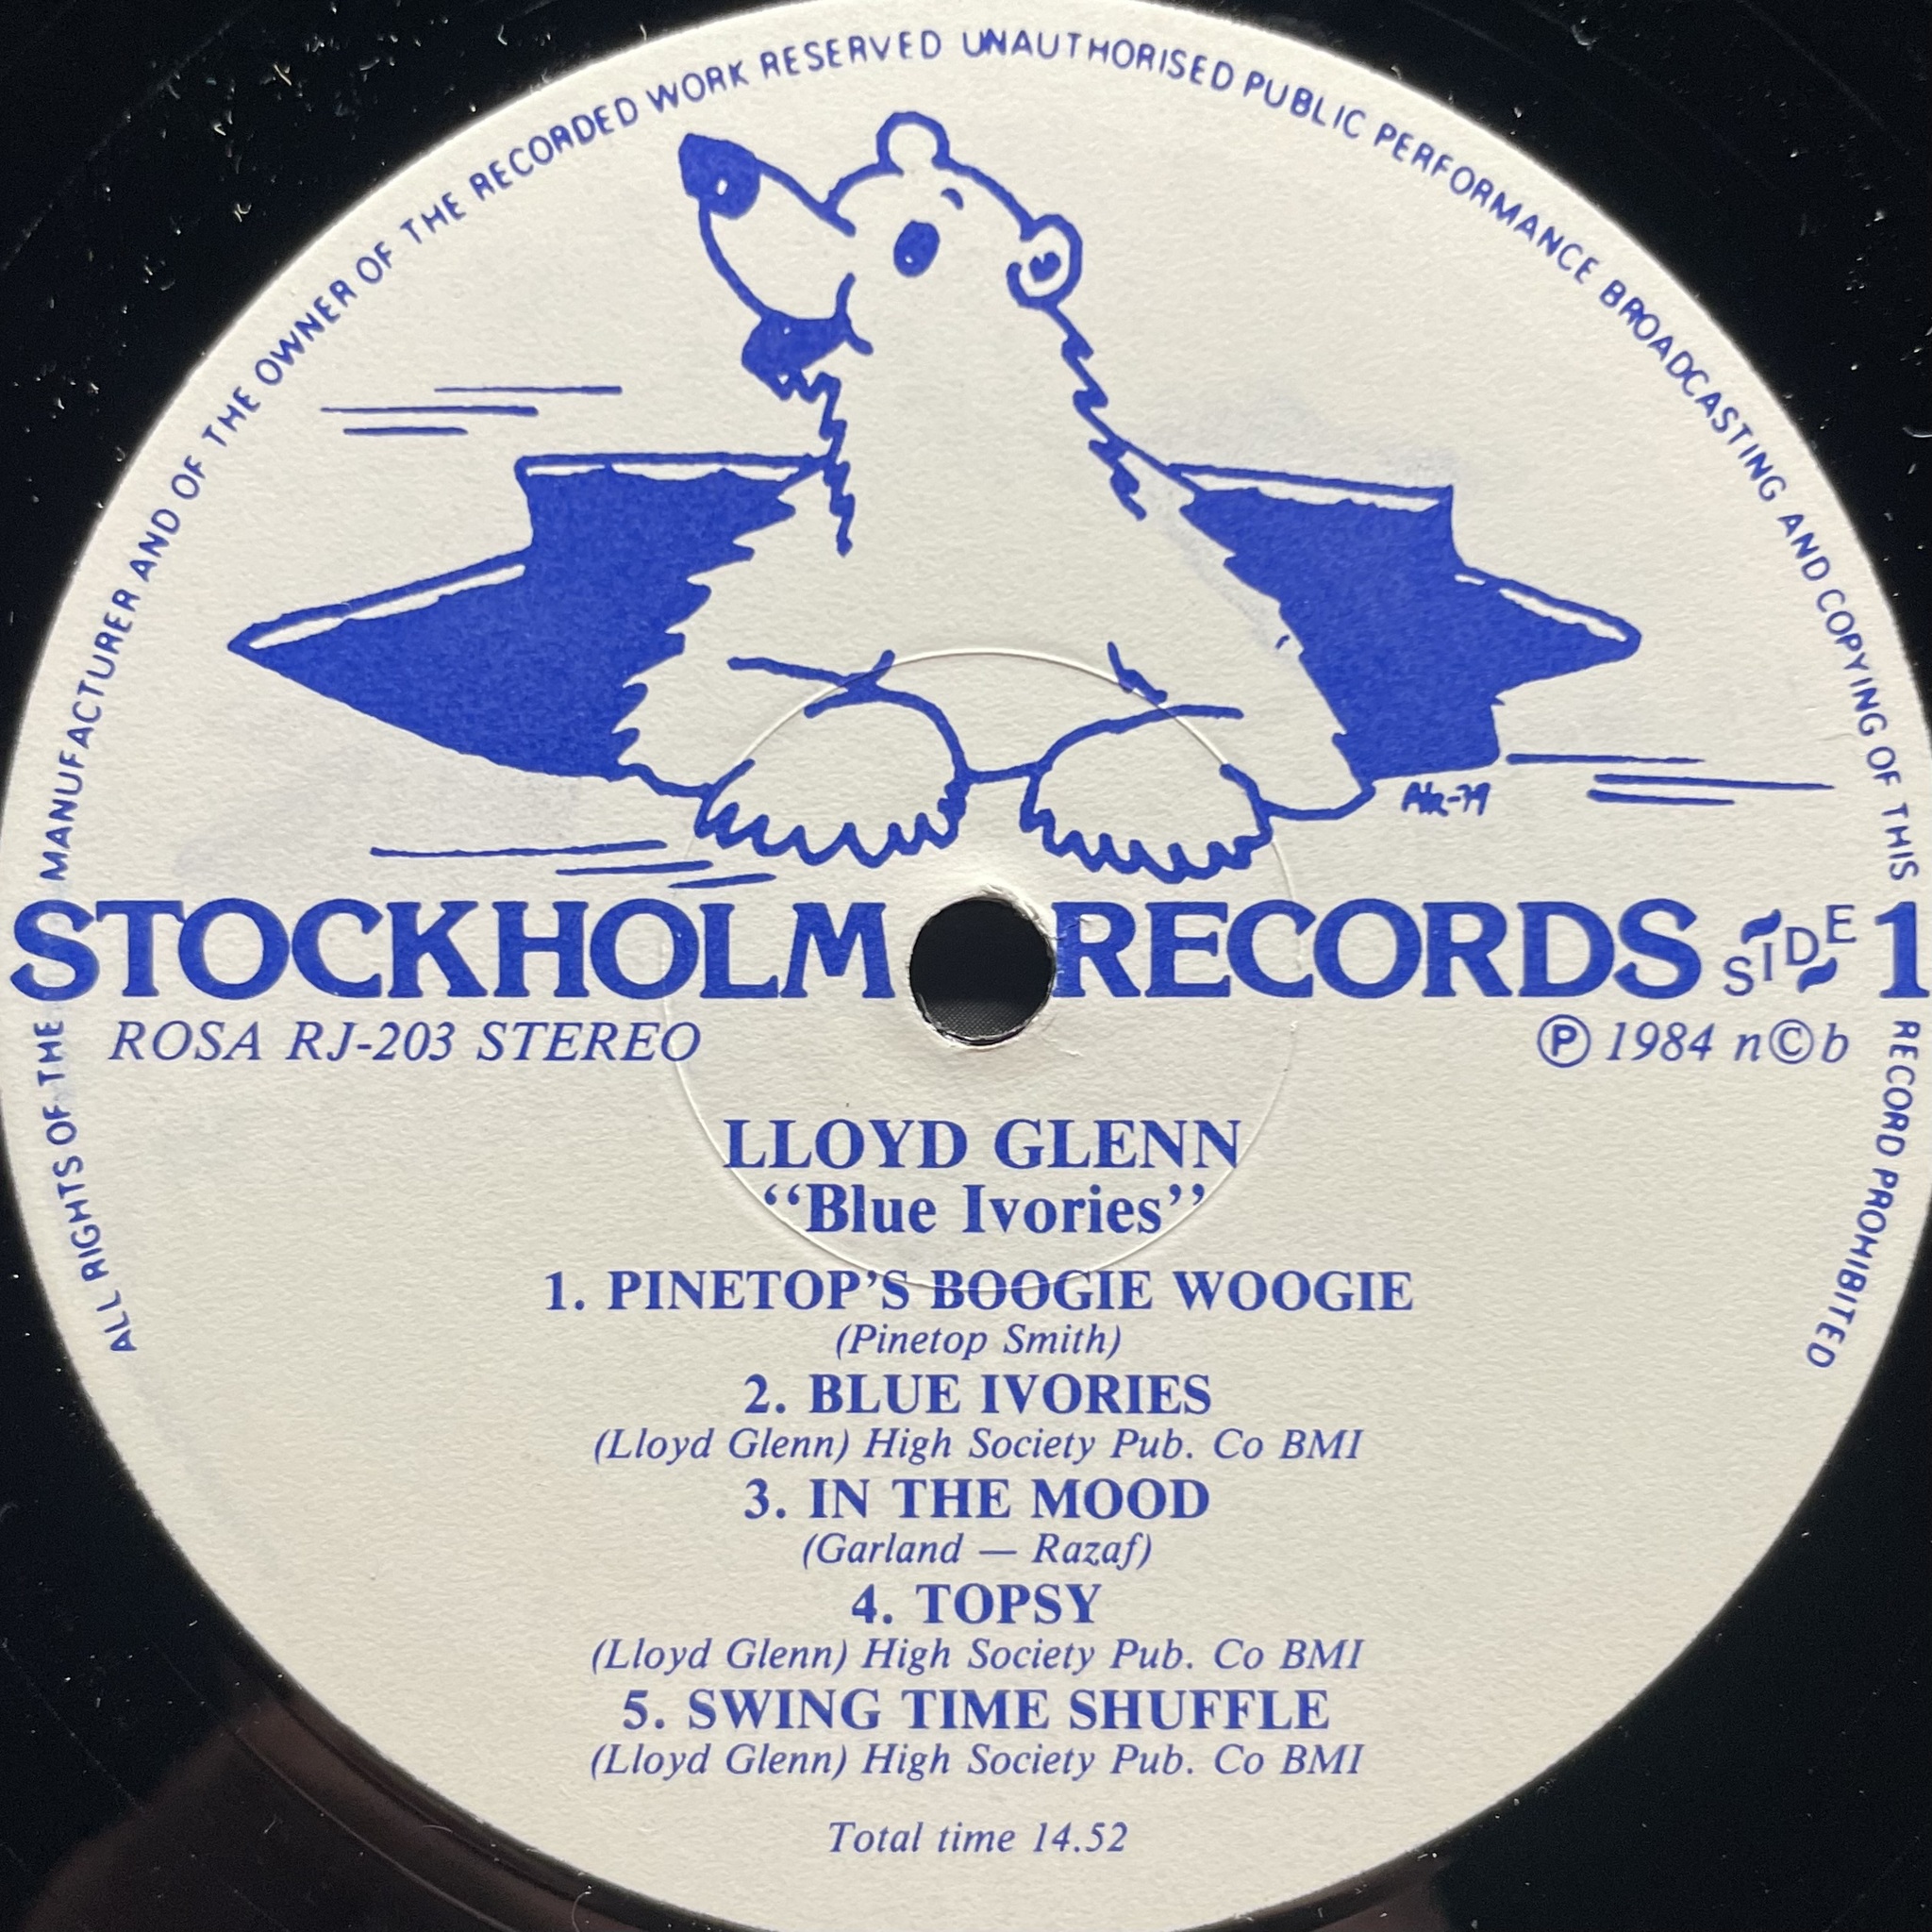 ALL RIGHTS OF THE MANUFACTURER AND OF THE OWNER OF THE RECORDED WORK RESERVED UNAUTHORISED PUBLIC PERFORMANCE BROADCASTING AND COPYING OF THIS RECORD PROHIBITED
STOCKHOLM RECORDS SIDE 1
ROSA RJ-203 STEREO
Ⓟ 1984 n©b
LLOYD GLENN
“Blue Ivories”
1. PINETOP’S BOOGIE WOOGIE
(Pinetop Smith)
2. BLUE IVORIES
(Lloyd Glenn) High Society Pub. Co BMI
3. IN THE MOOD
(Garland — Razaf)
4. TOPSY
(Lloyd Glenn) High Society Pub. Co BMI
5. SWING TIME SHUFFLE
(Lloyd Glenn) High Society Pub. Co BMI
Total time 14.52